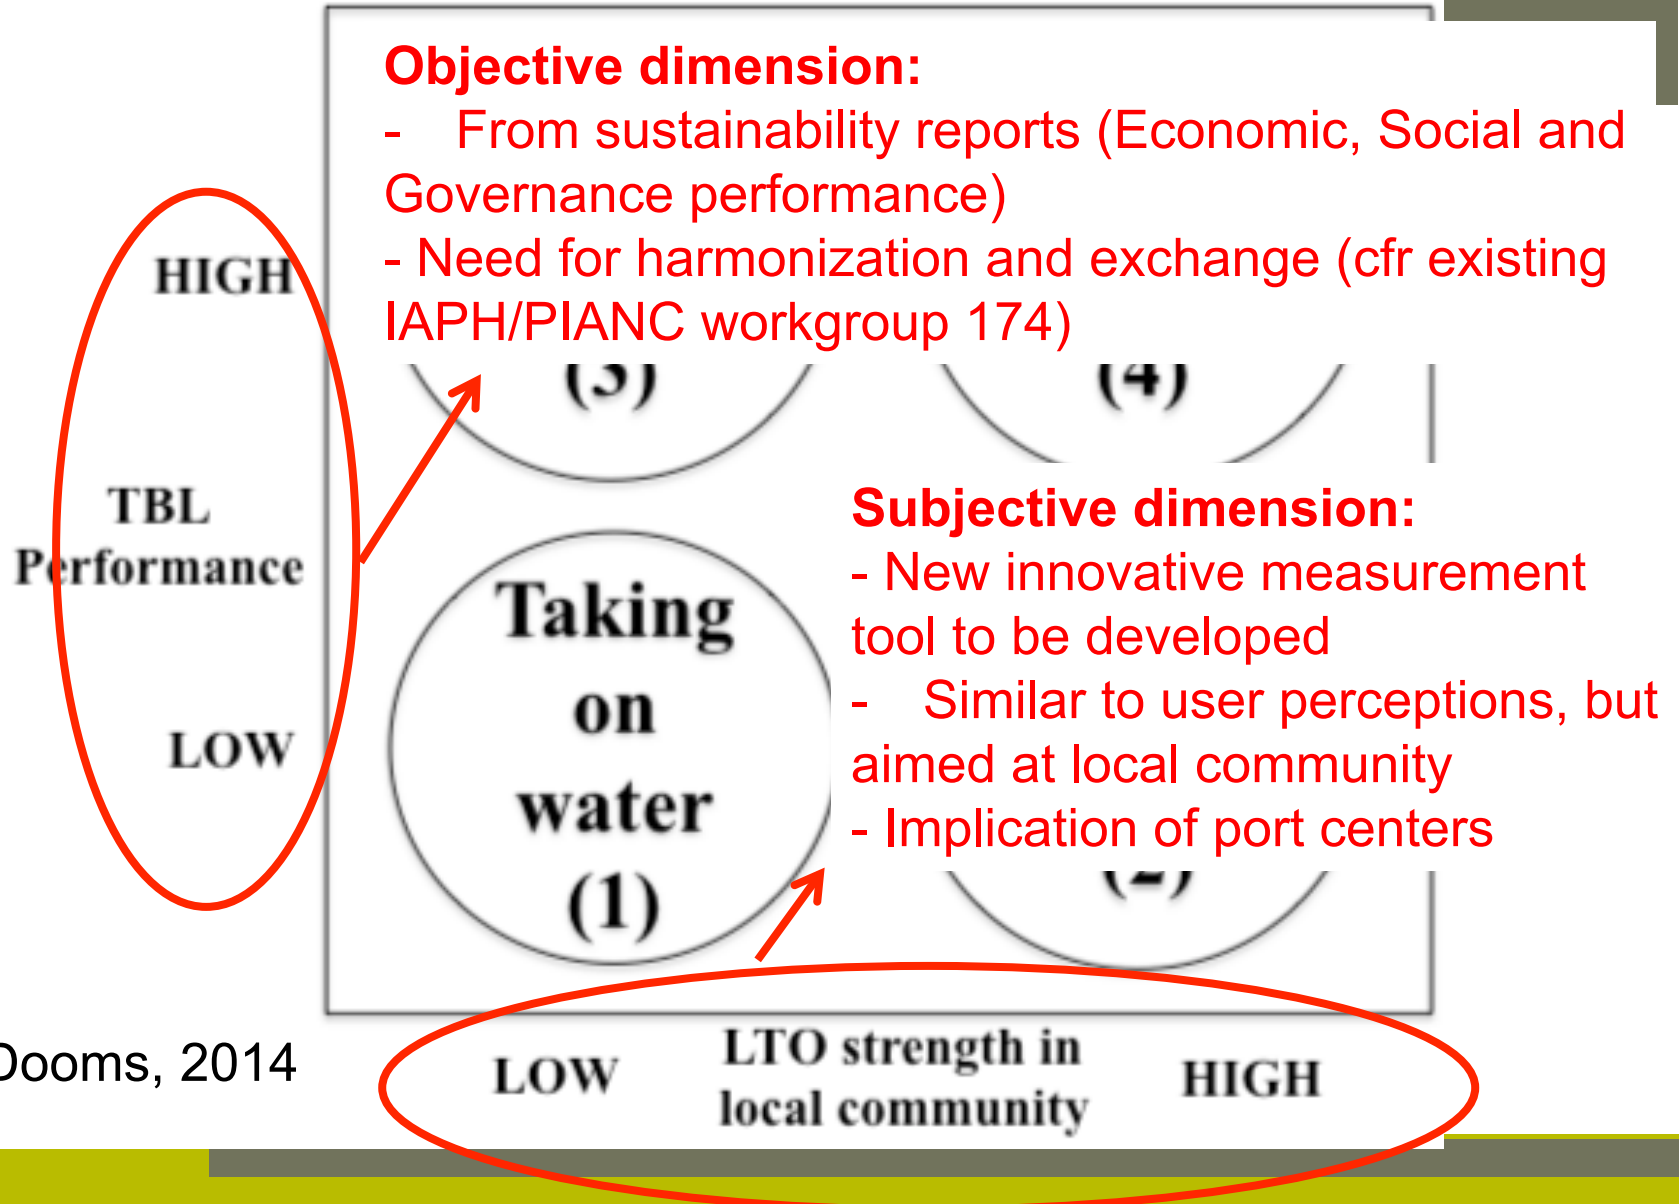 Objective dimension:
- From sustainability reports (Economic, Social and
Governance performance)
- Need for harmonization and exchange (cfr existing
IAPH/PIANC workgroup 174)
HIGH
(3)
(4)
TBL
Performance
Subjective dimension:
- New innovative measurement
tool to be developed
- Similar to user perceptions, but
aimed at local community
- Implication of port centers
Taking
on
water
(1)
LOW
(2)
Dooms, 2014
LOW
LTO strength in
local community
HIGH